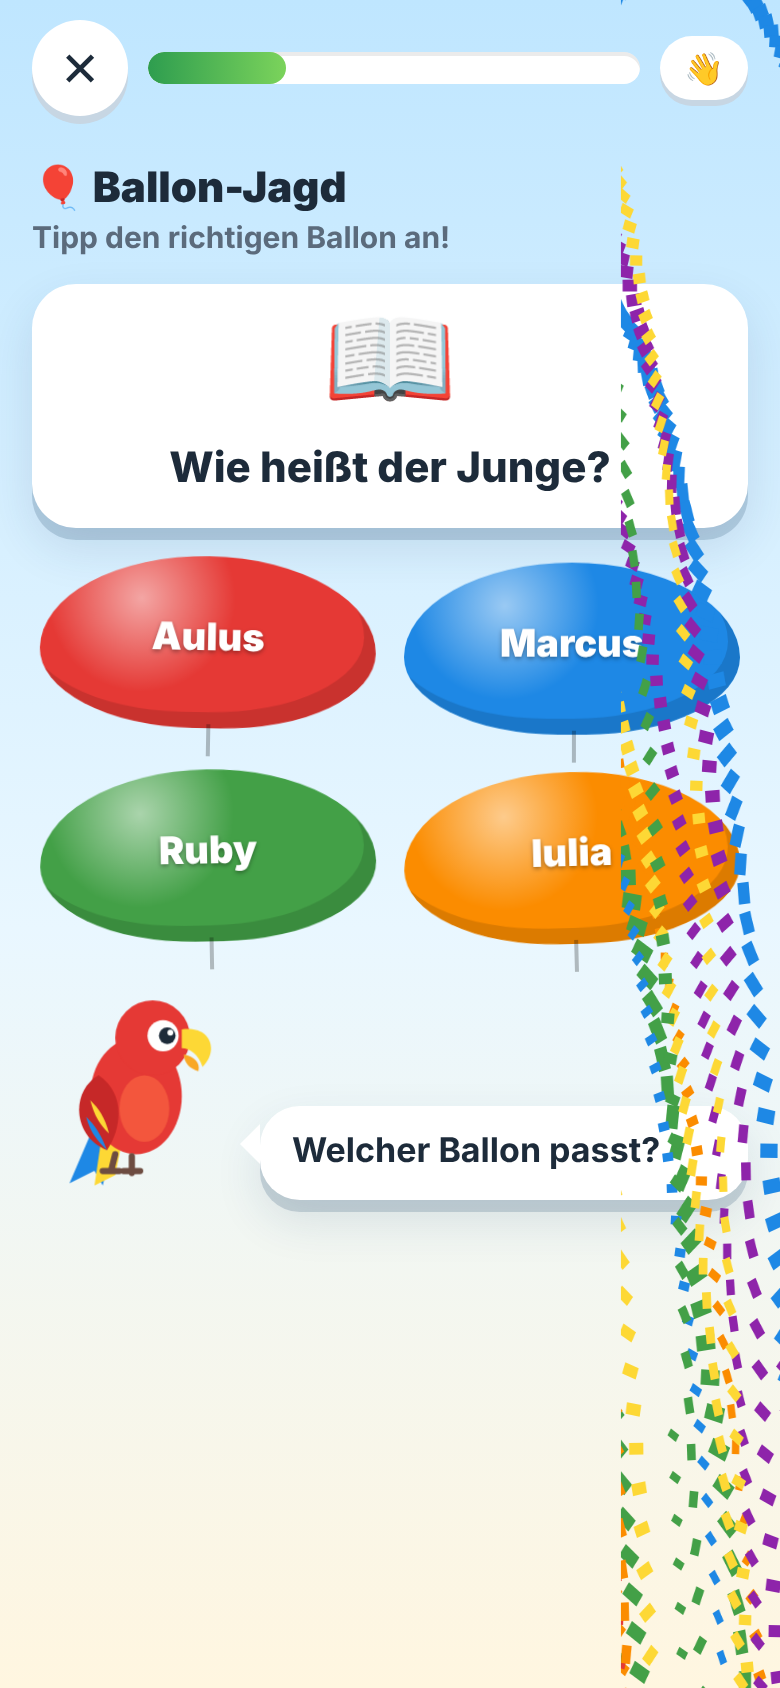 Ballon-Jagd
Tipp den richtigen Ballon an!
Wie heißt der Junge?
Aulus
Marcus
Ruby
Iulia
Welcher Ballon passt?